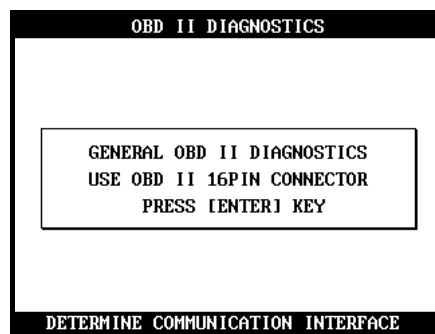 OBD II DIAGNOSTICS
GENERAL OBD II DIAGNOSTICS
USE OBD II 16PIN CONNECTOR
PRESS [ENTER] KEY
DETERMINE COMMUNICATION INTERFACE